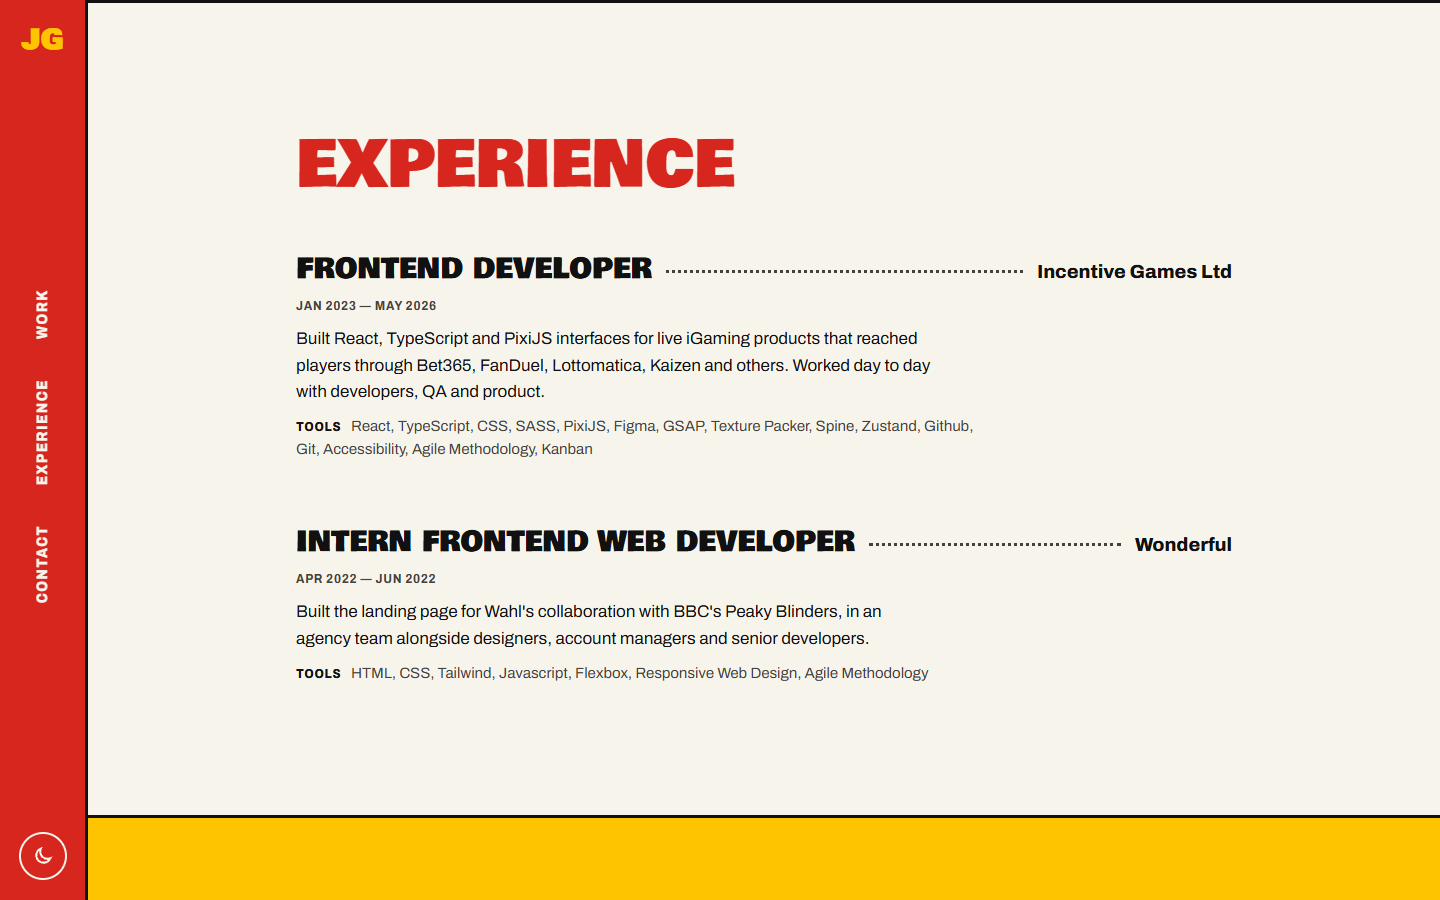 JG
WORK
EXPERIENCE
CONTACT
EXPERIENCE
FRONTEND DEVELOPER Incentive Games Ltd
JAN 2023 — MAY 2026
Built React, TypeScript and PixiJS interfaces for live iGaming products that reached
players through Bet365, FanDuel, Lottomatica, Kaizen and others. Worked day to day
with developers, QA and product.
TOOLS React, TypeScript, CSS, SASS, PixiJS, Figma, GSAP, Texture Packer, Spine, Zustand, Github,
Git, Accessibility, Agile Methodology, Kanban
INTERN FRONTEND WEB DEVELOPER Wonderful
APR 2022 — JUN 2022
Built the landing page for Wahl's collaboration with BBC's Peaky Blinders, in an
agency team alongside designers, account managers and senior developers.
TOOLS HTML, CSS, Tailwind, Javascript, Flexbox, Responsive Web Design, Agile Methodology